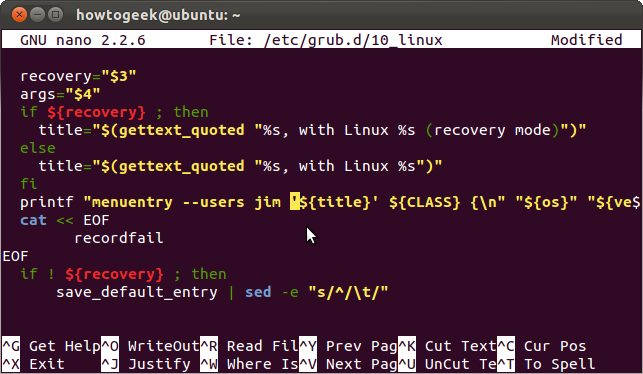 howtogeek@ubuntu: ~
GNU nano 2.2.6 File: /etc/grub.d/10_linux Modified
recovery="$3"
args="$4"
if ${recovery} ; then
title="$(gettext_quoted "%s, with Linux %s (recovery mode)")"
else
title="$(gettext_quoted "%s, with Linux %s")"
fi
printf "menuentry --users jim '${title}' ${CLASS} {\n" "${os}" "${ve$
cat << EOF
recordfail
EOF
if ! ${recovery} ; then
save_default_entry | sed -e "s/^/\t/"
^G Get Help^O WriteOut^R Read Fil^Y Prev Pag^K Cut Text^C Cur Pos
^X Exit ^J Justify ^W Where Is^V Next Pag^U UnCut Te^T To Spell